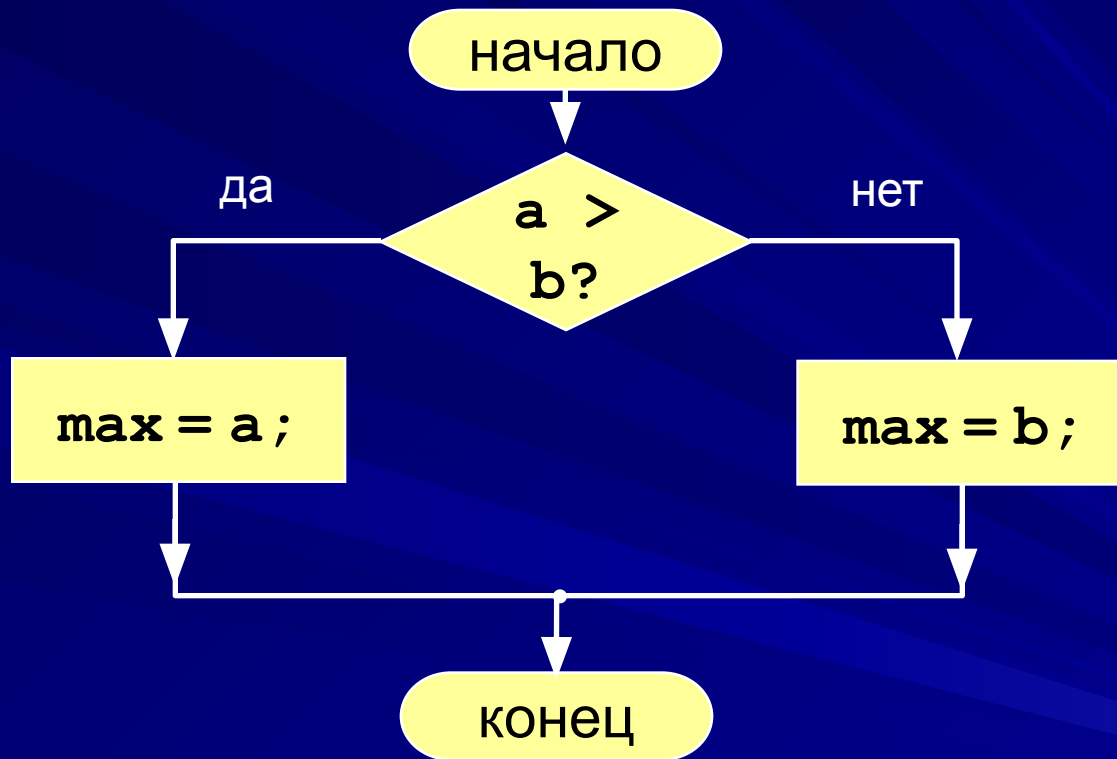 начало
да
нет
a >
b?
max = a;
max = b;
конец